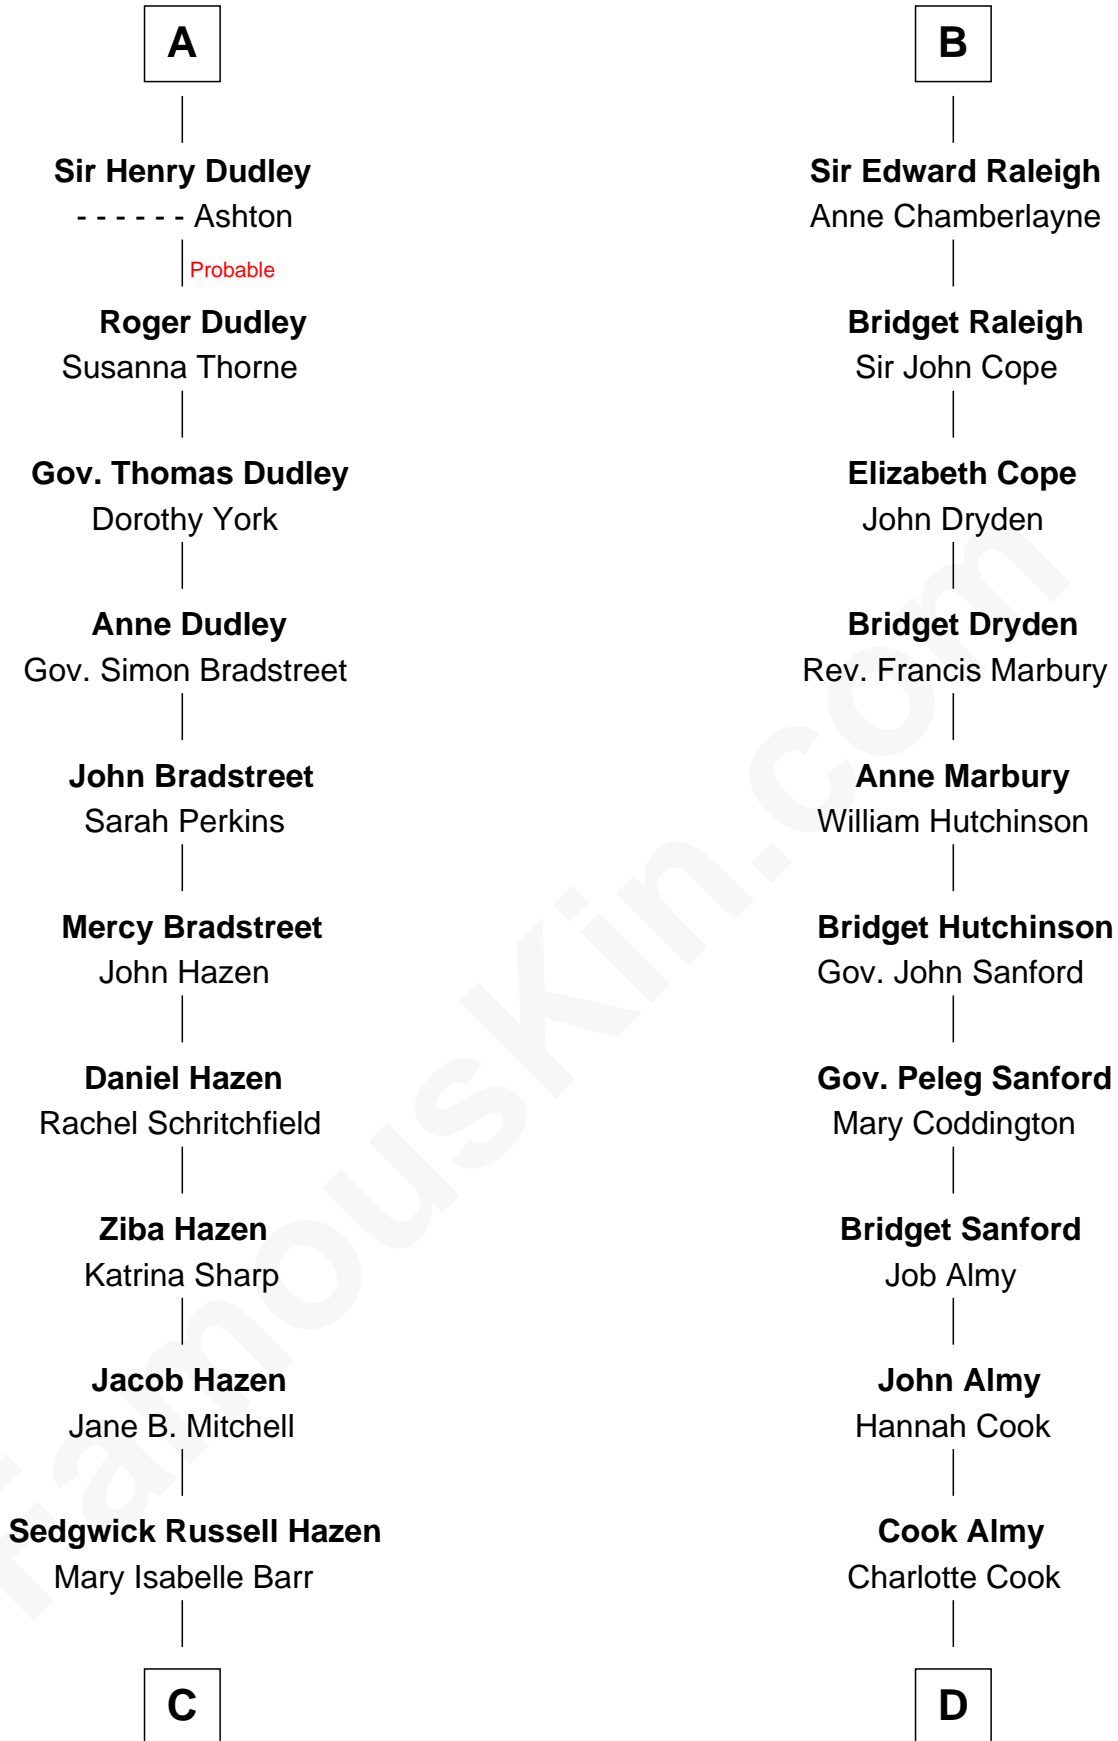 A
Sir Henry Dudley
- - - - - - Ashton
Probable
Roger Dudley
Susanna Thorne
Gov. Thomas Dudley
Dorothy York
Anne Dudley
Gov. Simon Bradstreet
John Bradstreet
Sarah Perkins
Mercy Bradstreet
John Hazen
Daniel Hazen
Rachel Schritchfield
Ziba Hazen
Katrina Sharp
Jacob Hazen
Jane B. Mitchell
Sedgwick Russell Hazen
Mary Isabelle Barr
C
B
Sir Edward Raleigh
Anne Chamberlayne
Bridget Raleigh
Sir John Cope
Elizabeth Cope
John Dryden
Bridget Dryden
Rev. Francis Marbury
Anne Marbury
William Hutchinson
Bridget Hutchinson
Gov. John Sanford
Gov. Peleg Sanford
Mary Coddington
Bridget Sanford
Job Almy
John Almy
Hannah Cook
Cook Almy
Charlotte Cook
D
FamousKin.com